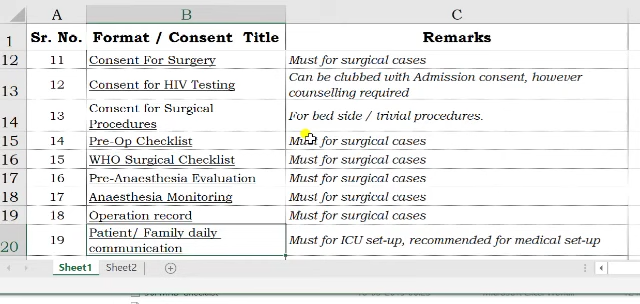 A B C
1 Sr. No. Format / Consent Title Remarks
12 11 Consent For Surgery Must for surgical cases
13 12 Consent for HIV Testing Can be clubbed with Admission consent, however
counselling required
14 13 Consent for Surgical
Procedures For bed side / trivial procedures.
15 14 Pre-Op Checklist Must for surgical cases
16 15 WHO Surgical Checklist Must for surgical cases
17 16 Pre-Anaesthesia Evaluation Must for surgical cases
18 17 Anaesthesia Monitoring Must for surgical cases
19 18 Operation record Must for surgical cases
20 19 Patient/ Family daily
communication Must for ICU set-up, recommended for medical set-up
Sheet1 Sheet2